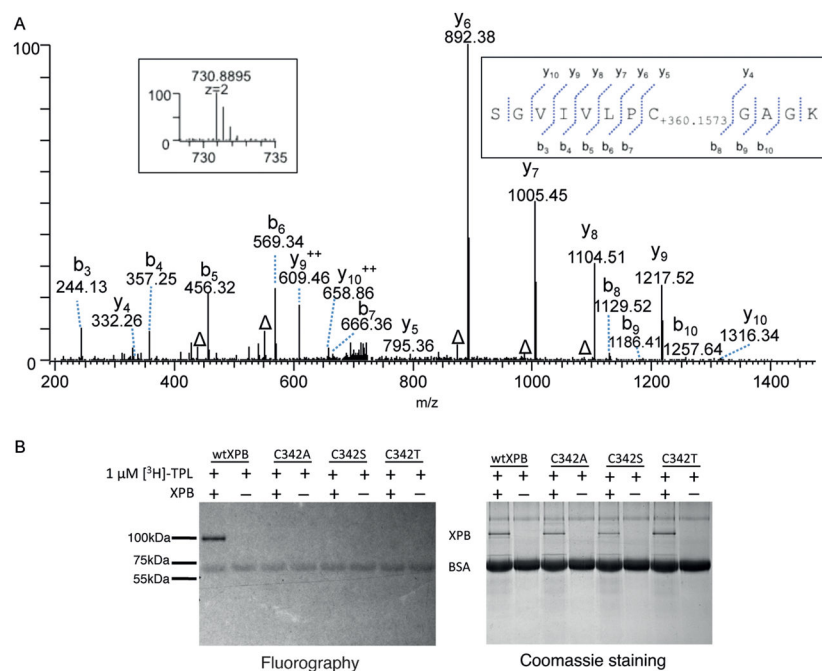 A
100
0
200
400
600
800
1000
1200
1400
m/z
730.8895
z=2
100
0
730
735
b3
244.13
y4
332.26
b4
357.25
Δ
b5
456.32
Δ
b6
569.34
y9++
609.46
y10++
658.86
b7
666.36
y5
795.36
Δ
y6
892.38
Δ
y7
1005.45
Δ
y8
1104.51
b8
1129.52
b9
1186.41
y9
1217.52
b10
1257.64
y10
1316.34
y10 y9 y8 y7 y6 y5 y4
S G V I V L P C+360.1573 G A G K
b3 b4 b5 b6 b7 b8 b9 b10
B
wtXPB C342A C342S C342T
1 μM [3H]-TPL + + + + + + + +
XPB + − + − + − + −
100kDa
75kDa
55kDa
Fluorography
wtXPB C342A C342S C342T
+ + + + + + + +
+ − + − + − + −
XPB
BSA
Coomassie staining